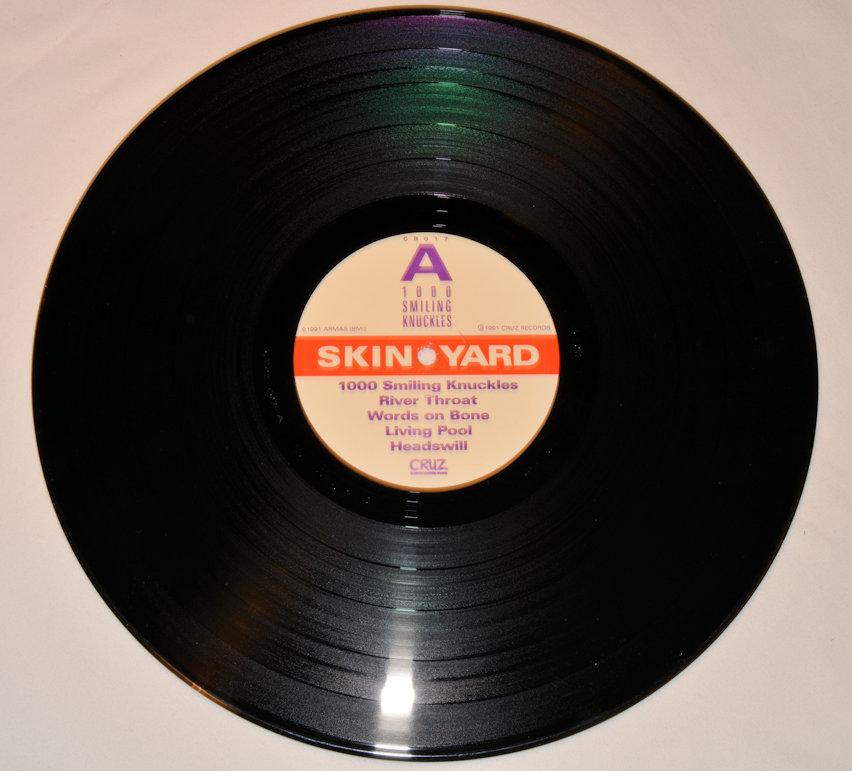 CR017
A
1000
SMILING
KNUCKLES
©1991 ARMAS (BMI)
℗1991 CRUZ RECORDS
SKIN YARD
1000 Smiling Knuckles
River Throat
Words on Bone
Living Pool
Headswill
CRUZ